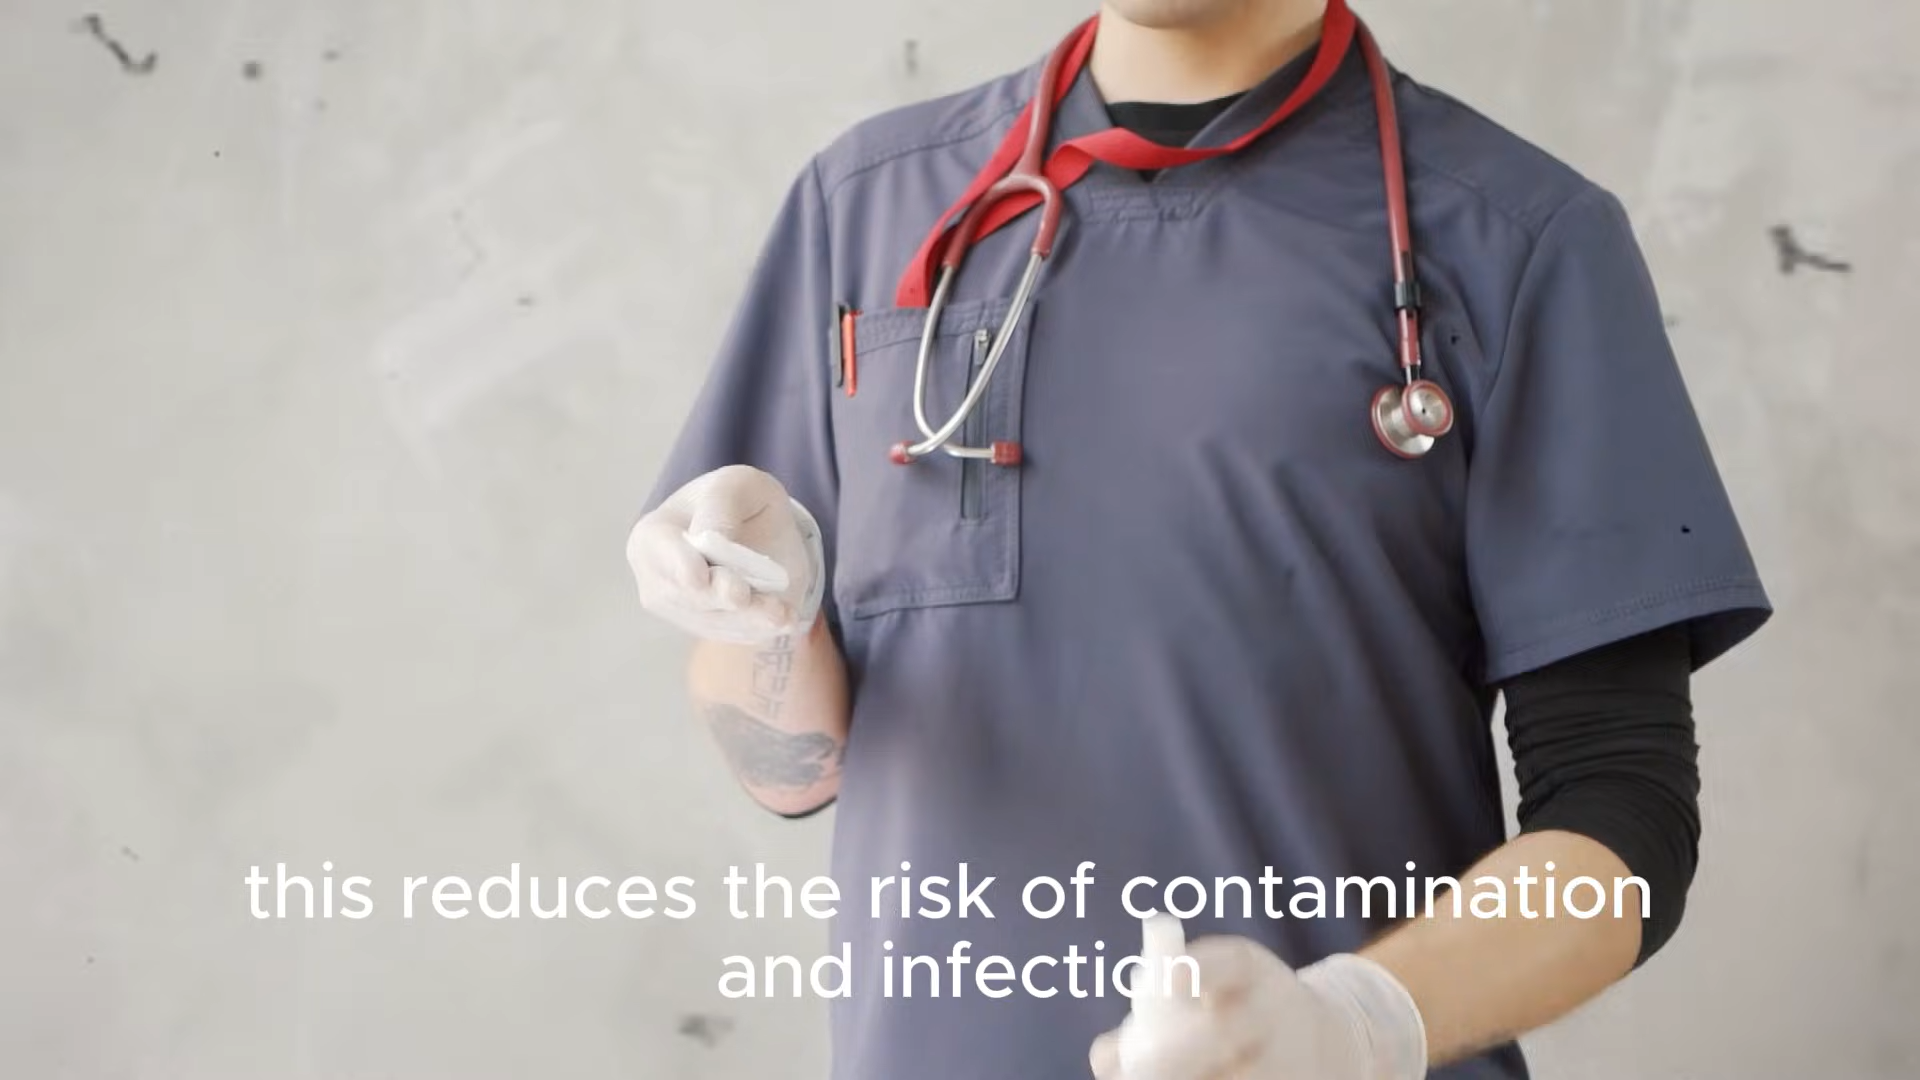 this reduces the risk of contamination
and infection